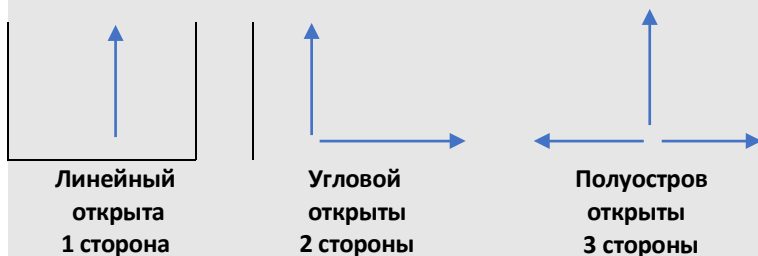 Линейный
открыта
1 сторона
Угловой
открыты
2 стороны
Полуостров
открыты
3 стороны